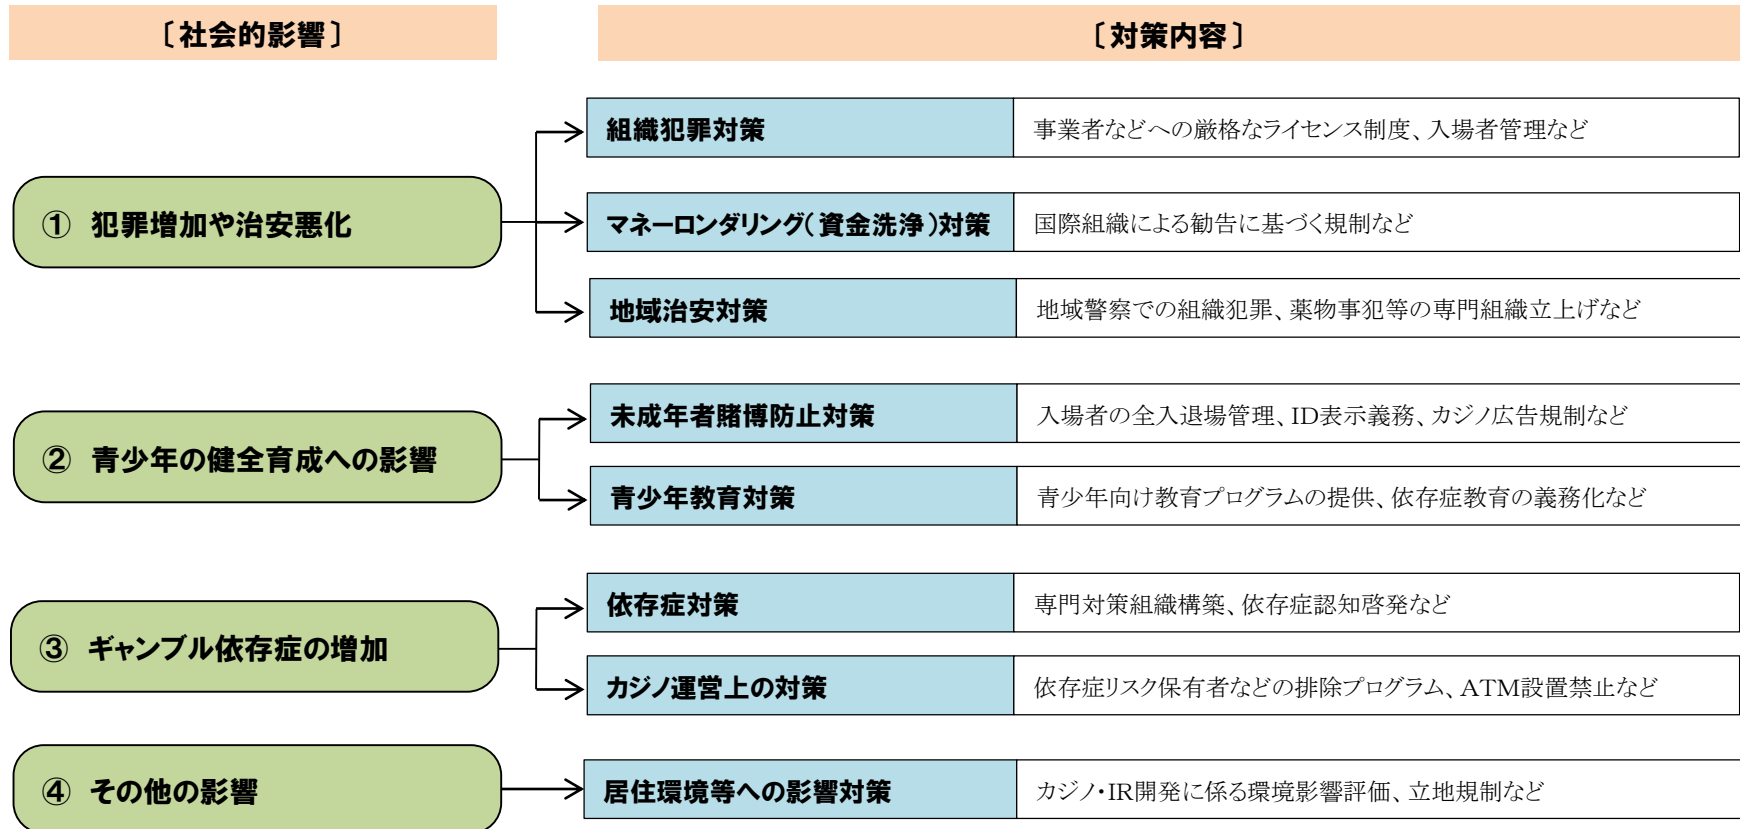 〔社会的影響〕
〔対策内容〕
① 犯罪増加や治安悪化
組織犯罪対策
事業者などへの厳格なライセンス制度、入場者管理など
マネーロンダリング（資金洗浄）対策
国際組織による勧告に基づく規制など
地域治安対策
地域警察での組織犯罪、薬物事犯等の専門組織立上げなど
② 青少年の健全育成への影響
未成年者賭博防止対策
入場者の全入退場管理、ID表示義務、カジノ広告規制など
青少年教育対策
青少年向け教育プログラムの提供、依存症教育の義務化など
③ ギャンブル依存症の増加
依存症対策
専門対策組織構築、依存症認知啓発など
カジノ運営上の対策
依存症リスク保有者などの排除プログラム、ATM設置禁止など
④ その他の影響
居住環境等への影響対策
カジノ・IR開発に係る環境影響評価、立地規制など